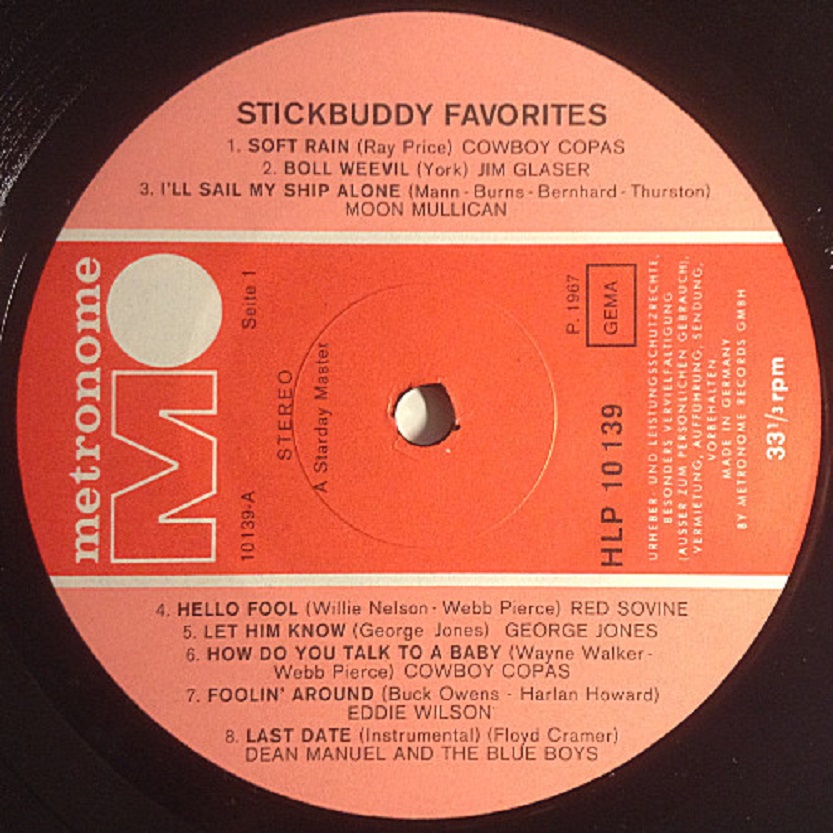 STICKBUDDY FAVORITES
1. SOFT RAIN (Ray Price) COWBOY COPAS
2. BOLL WEEVIL (York) JIM GLASER
3. I'LL SAIL MY SHIP ALONE (Mann - Burns - Bernhard - Thurston)
MOON MULLICAN
metronome
M
10139-A
Seite 1
STEREO
A Starday Master
P. 1967
GEMA
HLP 10 139
URHEBER- UND LEISTUNGSSCHUTZRECHTE,
BESONDERS VERVIELFÄLTIGUNG
(AUSSER ZUM PERSÖNLICHEN GEBRAUCH),
VERMIETUNG, AUFFÜHRUNG, SENDUNG,
VORBEHALTEN
MADE IN GERMANY
BY METRONOME RECORDS GMBH
33 1/3 rpm
4. HELLO FOOL (Willie Nelson - Webb Pierce) RED SOVINE
5. LET HIM KNOW (George Jones) GEORGE JONES
6. HOW DO YOU TALK TO A BABY (Wayne Walker -
Webb Pierce) COWBOY COPAS
7. FOOLIN' AROUND (Buck Owens - Harlan Howard)
EDDIE WILSON
8. LAST DATE (Instrumental) (Floyd Cramer)
DEAN MANUEL AND THE BLUE BOYS